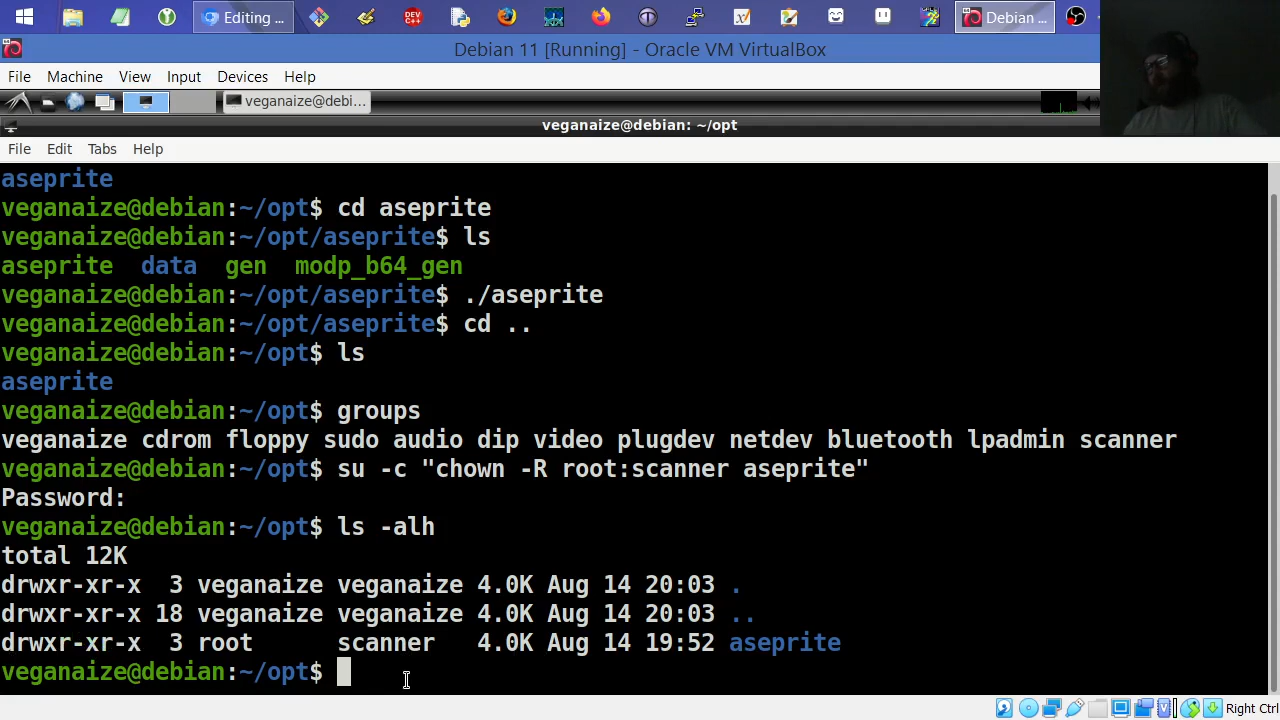 Editing ...
DEV C++
Debian ...
Debian 11 [Running] - Oracle VM VirtualBox
File Machine View Input Devices Help
veganaize@debi...
veganaize@debian: ~/opt
File Edit Tabs Help
aseprite
veganaize@debian:~/opt$ cd aseprite
veganaize@debian:~/opt/aseprite$ ls
aseprite data gen modp_b64_gen
veganaize@debian:~/opt/aseprite$ ./aseprite
veganaize@debian:~/opt/aseprite$ cd ..
veganaize@debian:~/opt$ ls
aseprite
veganaize@debian:~/opt$ groups
veganaize cdrom floppy sudo audio dip video plugdev netdev bluetooth lpadmin scanner
veganaize@debian:~/opt$ su -c "chown -R root:scanner aseprite"
Password:
veganaize@debian:~/opt$ ls -alh
total 12K
drwxr-xr-x 3 veganaize veganaize 4.0K Aug 14 20:03 .
drwxr-xr-x 18 veganaize veganaize 4.0K Aug 14 20:03 ..
drwxr-xr-x 3 root scanner 4.0K Aug 14 19:52 aseprite
veganaize@debian:~/opt$
Right Ctrl